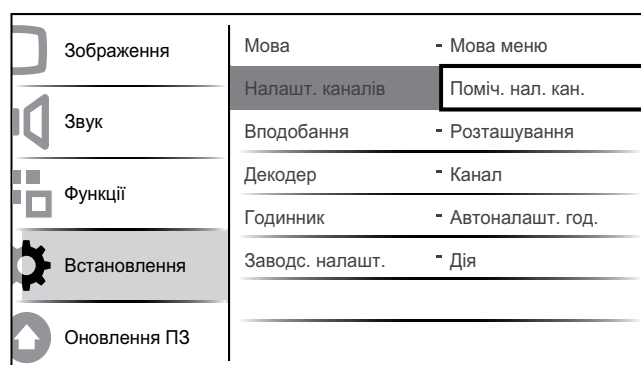 Зображення
Звук
Функції
Встановлення
Оновлення ПЗ
Мова - Мова меню
Налашт. каналів Поміч. нал. кан.
Вподобання - Розташування
Декодер - Канал
Годинник - Автоналашт. год.
Заводс. налашт. - Дія